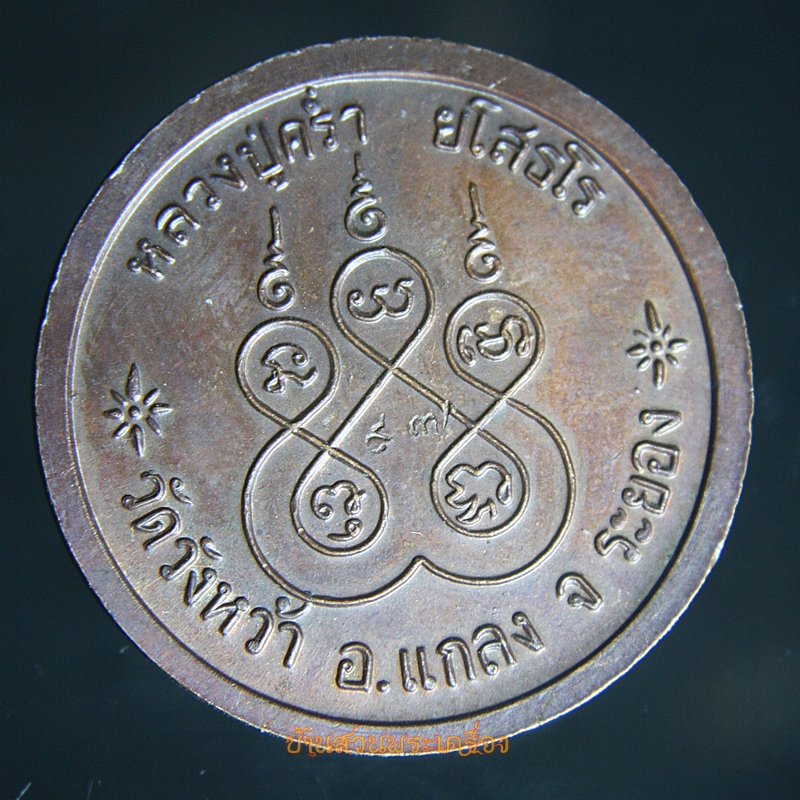 หลวงปู่คร่ำ ยโสธโร
๙ ๓
วัดวังหว้า อ.แกลง จ ระยอง
บ้านสวนพระเครื่อง